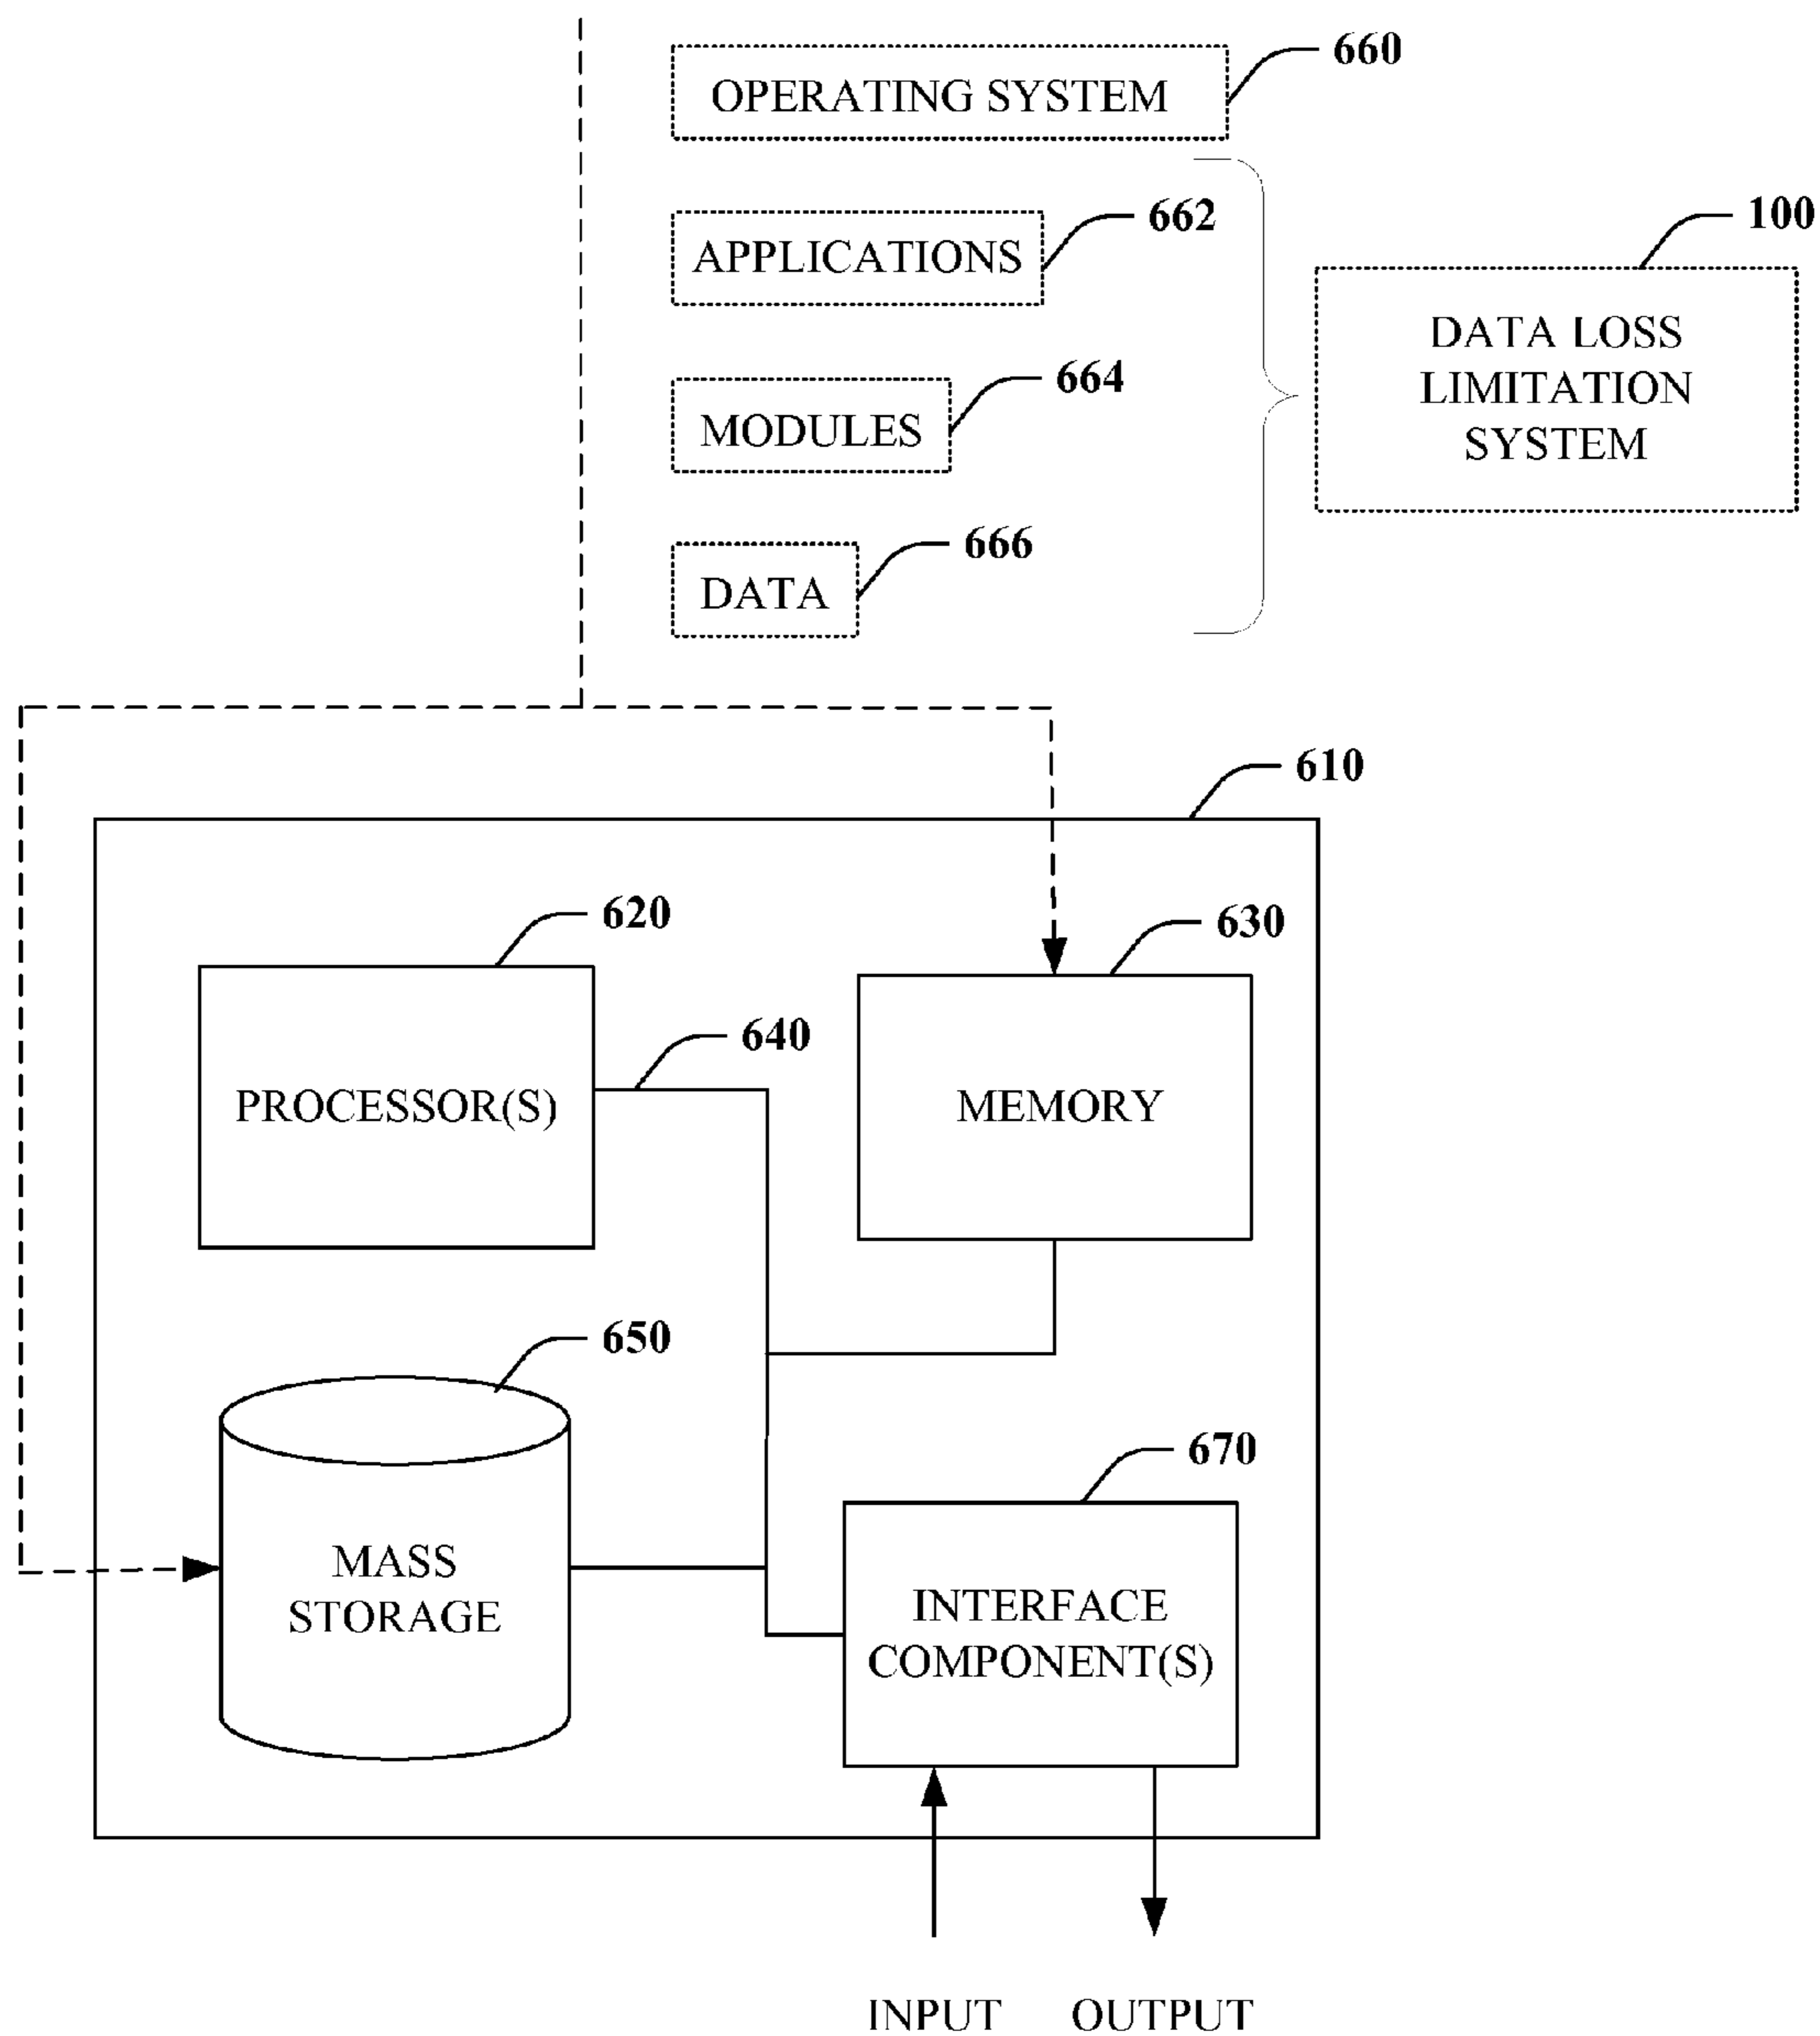 660
OPERATING SYSTEM
662
APPLICATIONS
100
DATA LOSS
LIMITATION
SYSTEM
664
MODULES
666
DATA
610
620
630
640
PROCESSOR(S)
MEMORY
650
670
MASS
STORAGE
INTERFACE
COMPONENT(S)
INPUT
OUTPUT